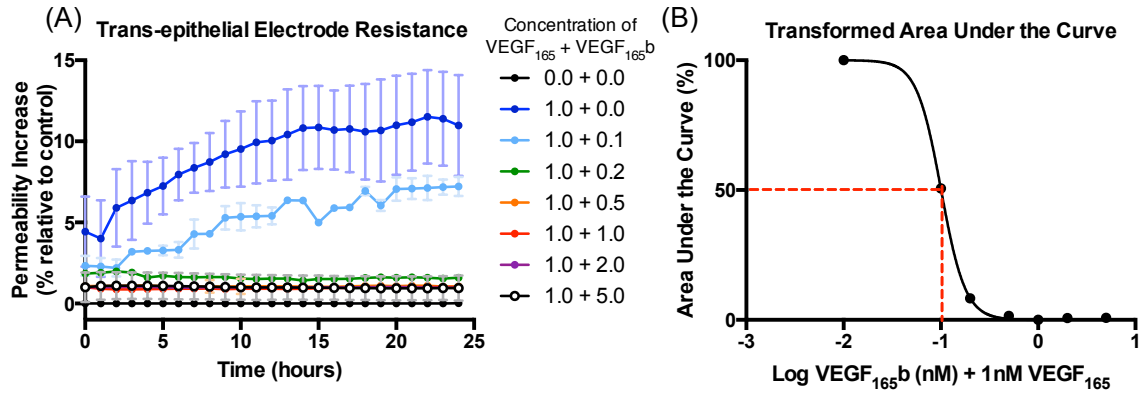 (A)
Trans-epithelial Electrode Resistance
Permeability Increase
(% relative to control)
15
10
5
0
0 5 10 15 20 25
Time (hours)
Concentration of
VEGF₁₆₅ + VEGF₁₆₅b
0.0 + 0.0
1.0 + 0.0
1.0 + 0.1
1.0 + 0.2
1.0 + 0.5
1.0 + 1.0
1.0 + 2.0
1.0 + 5.0
(B)
Transformed Area Under the Curve
Area Under the Curve (%)
100
50
0
-3 -2 -1 0 1
Log VEGF₁₆₅b (nM) + 1nM VEGF₁₆₅